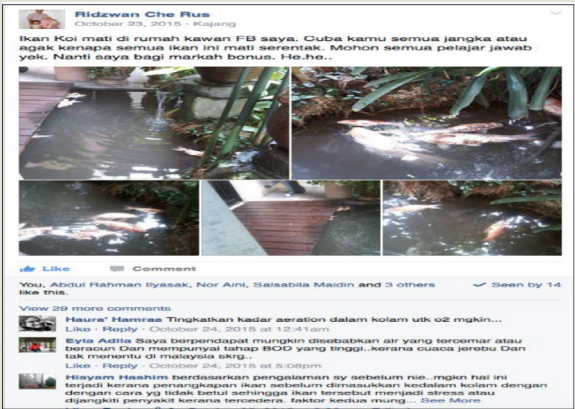 Ridzwan Che Rus
October 23, 2015 · Kajang
Ikan Koi mati di rumah kawan FB saya. Cuba kamu semua jangka atau
agak kenapa semua ikan ini mati serentak. Mohon semua pelajar jawab
yek. Nanti saya bagi markah bonus. He.he..
Like Comment
You, Abdul Rahman Ilyasak, Nor Aini, Salsabila Maidin and 3 others
like this.
Seen by 14
View 29 more comments
Haura' Hamraa Tingkatkan kadar aeration dalam kolam utk o2 mgkin...
Like · Reply · October 24, 2015 at 12:41am
Eyla Adila Saya berpendapat mungkin disebabkan air yang tercemar atau
beracun Dan mempunyai tahap BOD yang tinggi..kerana cuaca jerebu Dan
tak menentu di malaysia skrg..
Like · Reply · October 24, 2015 at 5:08pm
Hisyam Hashim berdasarkan pengalaman sy sebelum nie..mgkn hal ini
terjadi kerana penangkapan ikan sebelum dimasukkan kedalam kolam dengan
dengan cara yg tidak betul sehingga ikan tersebut menjadi stress atau
dijangkiti penyakit kerana tercedera. faktor kedua mung... See More